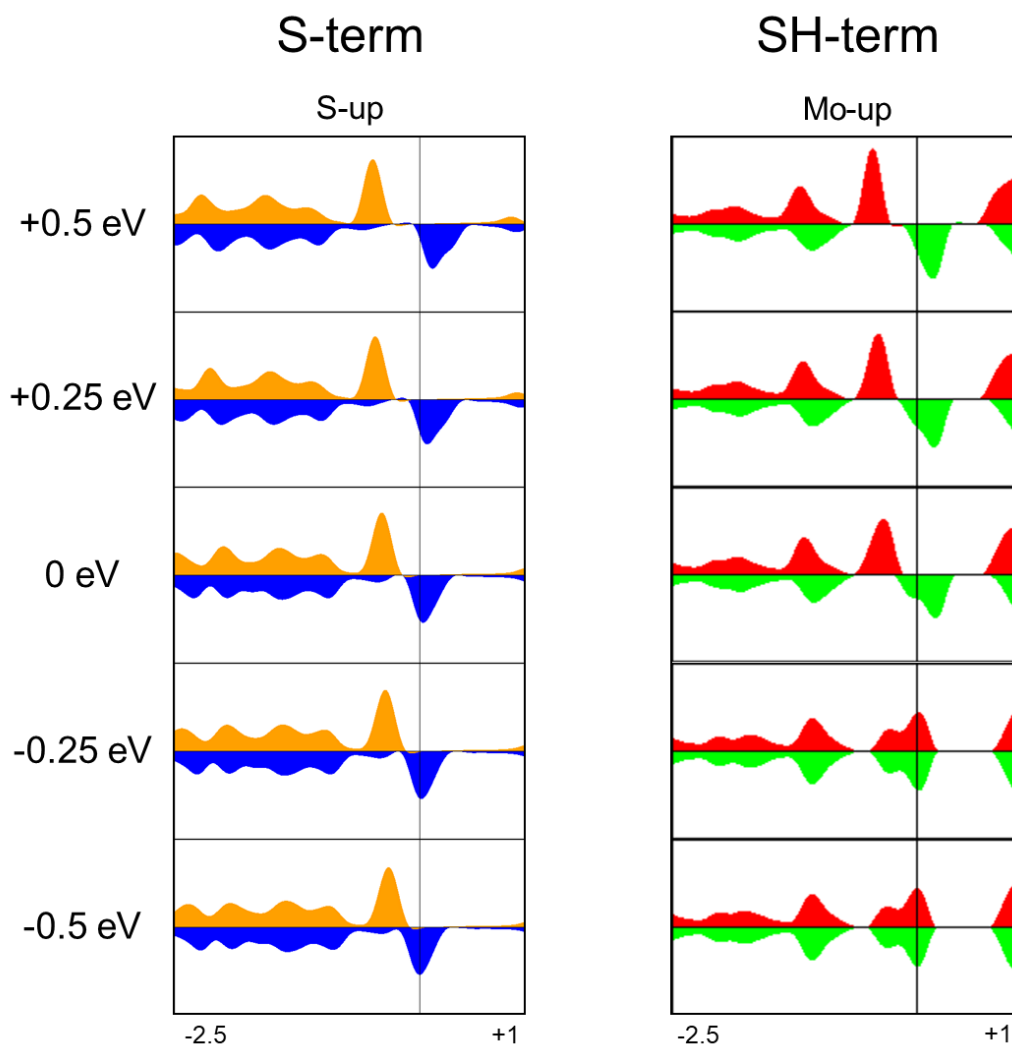 S-term SH-term
S-up Mo-up
+0.5 eV
+0.25 eV
0 eV
-0.25 eV
-0.5 eV
-2.5 +1 -2.5 +1